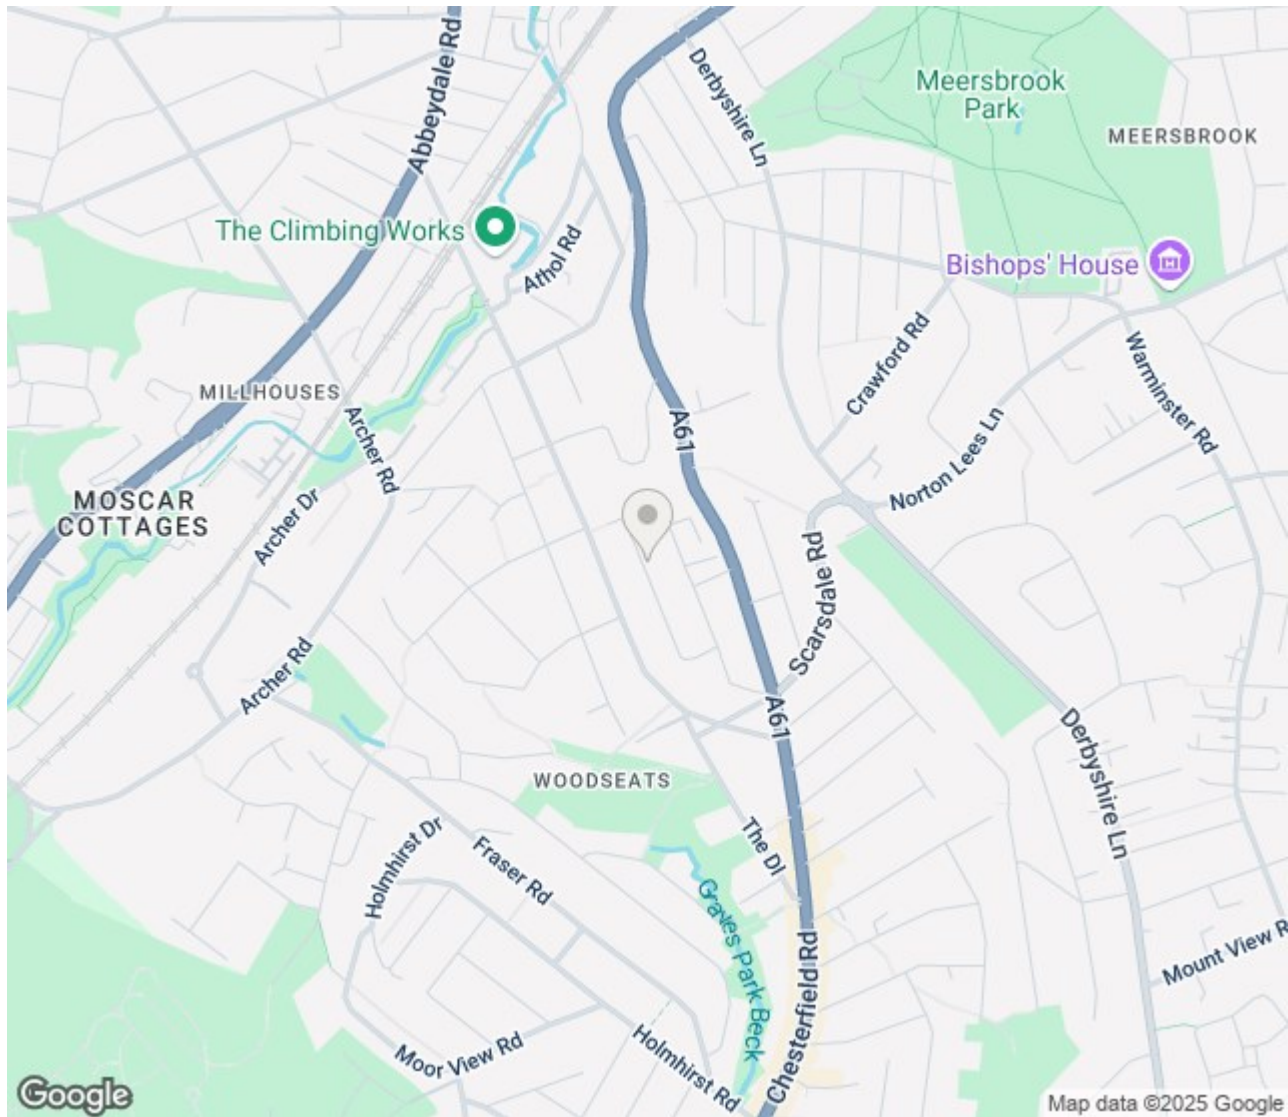 Abbeydale Rd
Derbyshire Ln
Meersbrook
Park
MEERSBROOK
The Climbing Works
Athol Rd
Bishops' House
Crawford Rd
Warminster Rd
MILLHOUSES
Archer Rd
A61
Norton Lees Ln
MOSCAR
COTTAGES
Archer Dr
Scarsdale Rd
Archer Rd
A61
Derbyshire Ln
WOODSEATS
The Dl
Holmhirst Dr
Fraser Rd
Graves Park Beck
Chesterfield Rd
Mount View R
Moor View Rd
Holmhirst Rd
Google
Map data ©2025 Google